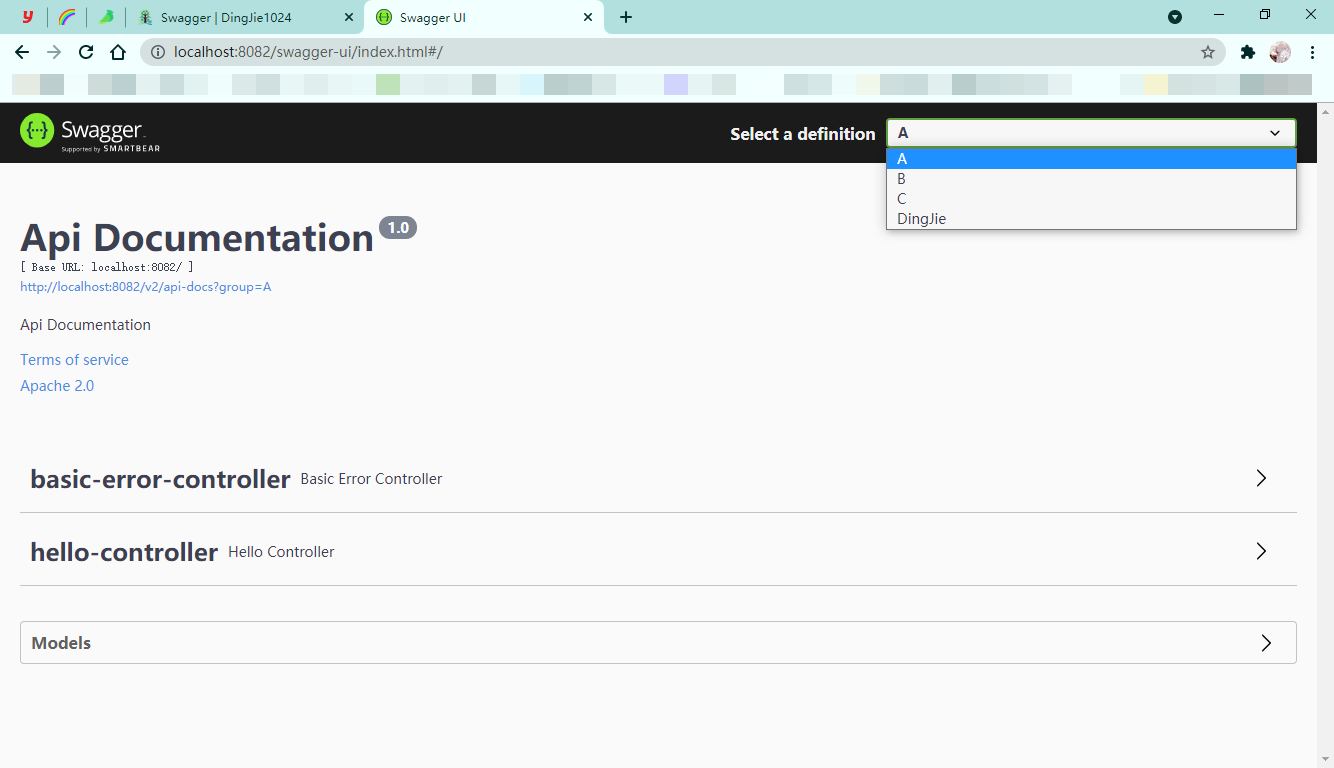 Swagger | DingJie1024
Swagger UI
localhost:8082/swagger-ui/index.html#/
Swagger
Supported by SMARTBEAR
Select a definition
A
A
B
C
DingJie
Api Documentation 1.0
[ Base URL: localhost:8082/ ]
http://localhost:8082/v2/api-docs?group=A
Api Documentation
Terms of service
Apache 2.0
basic-error-controller Basic Error Controller
hello-controller Hello Controller
Models